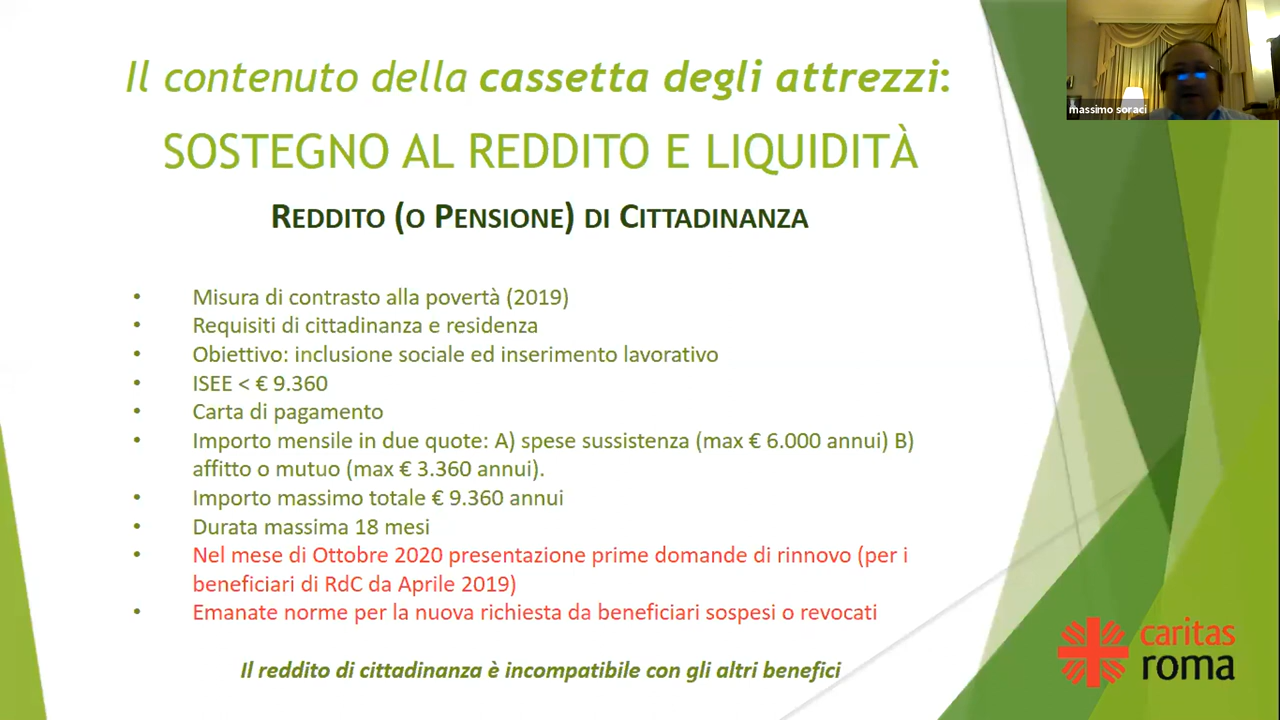 Il contenuto della cassetta degli attrezzi:
SOSTEGNO AL REDDITO E LIQUIDITÀ
REDDITO (O PENSIONE) DI CITTADINANZA
massimo soraci
• Misura di contrasto alla povertà (2019)
• Requisiti di cittadinanza e residenza
• Obiettivo: inclusione sociale ed inserimento lavorativo
• ISEE < € 9.360
• Carta di pagamento
• Importo mensile in due quote: A) spese sussistenza (max € 6.000 annui) B)
affitto o mutuo (max € 3.360 annui).
• Importo massimo totale € 9.360 annui
• Durata massima 18 mesi
• Nel mese di Ottobre 2020 presentazione prime domande di rinnovo (per i
beneficiari di RdC da Aprile 2019)
• Emanate norme per la nuova richiesta da beneficiari sospesi o revocati
Il reddito di cittadinanza è incompatibile con gli altri benefici
caritas
roma